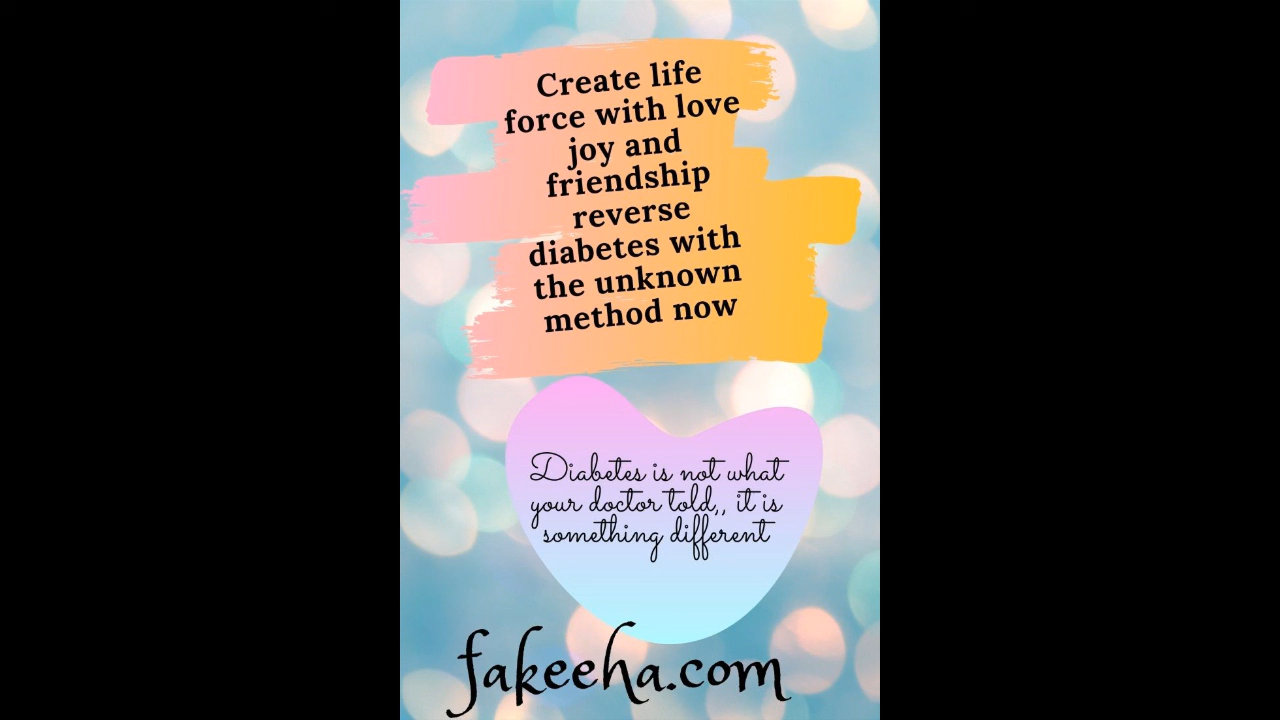 Create life
force with love
joy and
friendship
reverse
diabetes with
the unknown
method now
Diabetes is not what
your doctor told,, it is
something different
fakeeha.com